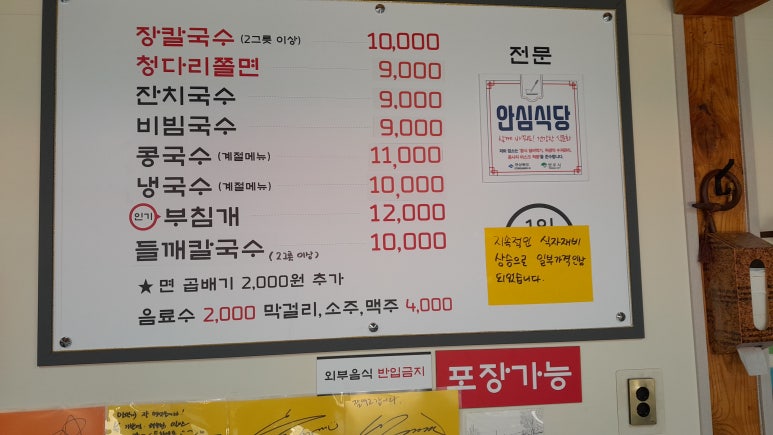 장칼국수 (2그릇 이상) 10,000
청다리쫄면 9,000
잔치국수 9,000
비빔국수 9,000
콩국수 (계절메뉴) 11,000
냉국수 (계절메뉴) 10,000
인기 부침개 12,000
들깨칼국수 (2그릇 이상) 10,000
★ 면 곱배기 2,000원 추가
음료수 2,000 막걸리, 소주, 맥주 4,000
전문
안심식당
1인
지속적인 식자재비
상승으로 일부가격인상
되었습니다.
외부음식 반입금지
포장가능